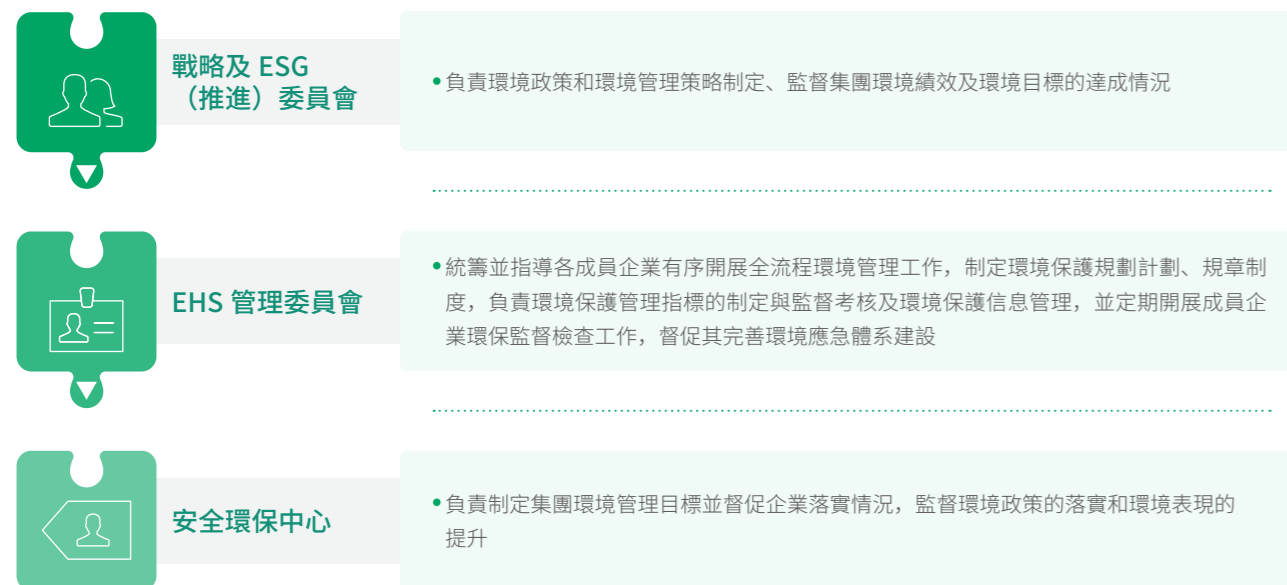 戰略及 ESG
（推進）委員會
•負責環境政策和環境管理策略制定、監督集團環境績效及環境目標的達成情況
EHS 管理委員會
•統籌並指導各成員企業有序開展全流程環境管理工作，制定環境保護規劃計劃、規章制
度，負責環境保護管理指標的制定與監督考核及環境保護信息管理，並定期開展成員企
業環保監督檢查工作，督促其完善環境應急體系建設
安全環保中心
•負責制定集團環境管理目標並督促企業落實情況，監督環境政策的落實和環境表現的
提升